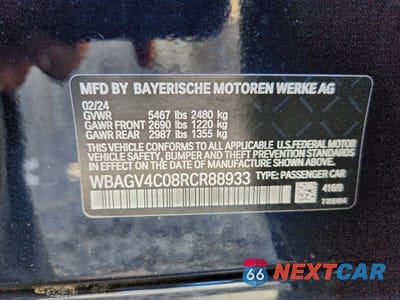 MFD BY BAYERISCHE MOTOREN WERKE AG
02/24
GVWR 5467 lbs 2480 kg
GAWR FRONT 2690 lbs 1220 kg
GAWR REAR 2987 lbs 1355 kg
THIS VEHICLE CONFORMS TO ALL APPLICABLE U.S. FEDERAL MOTOR
VEHICLE SAFETY, BUMPER, AND THEFT PREVENTION STANDARDS IN
EFFECT ON THE DATE OF MANUFACTURE SHOWN ABOVE.
WBAGV4C08RCR88933 TYPE: PASSENGER CAR
416/9
66 NEXTCAR